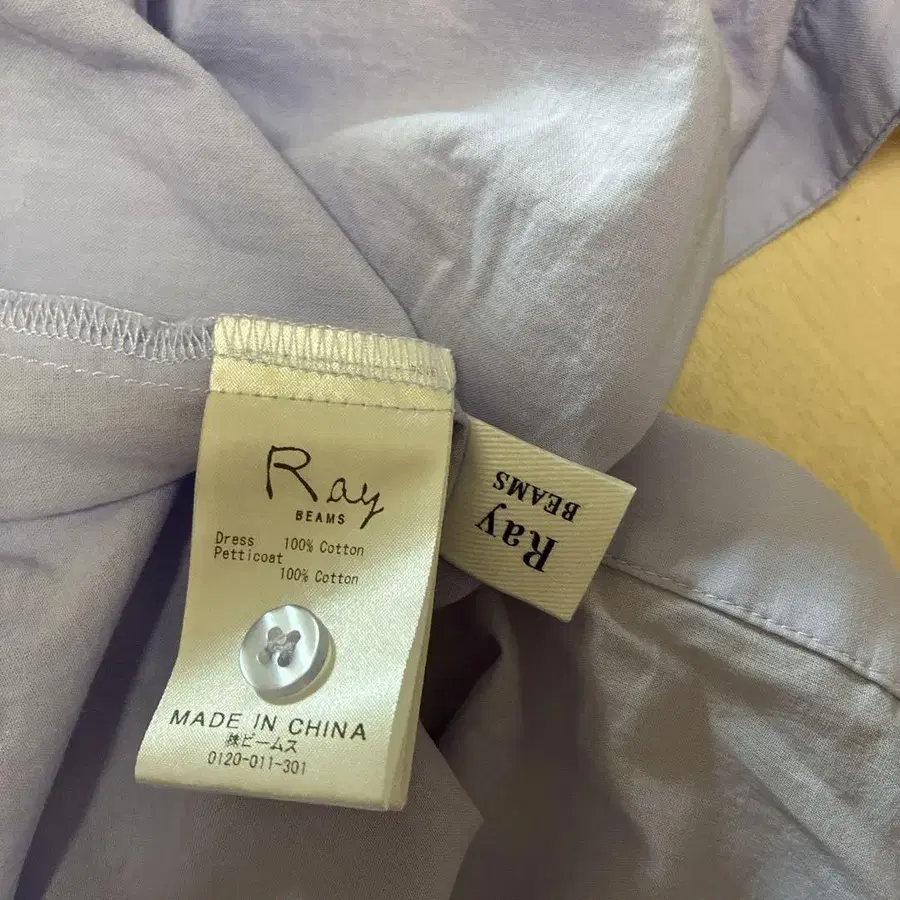 Ray
BEAMS
Dress 100% Cotton
Petticoat
100% Cotton
MADE IN CHINA
㈱ビームス
0120-011-301
Ray
BEAMS